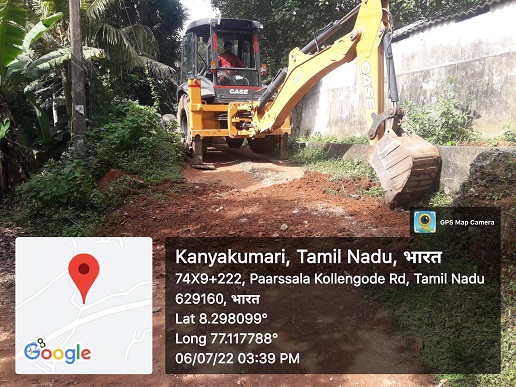 CASE
CASE
GPS Map Camera
Kanyakumari, Tamil Nadu, भारत
74X9+222, Paarssala Kollengode Rd, Tamil Nadu
629160, भारत
Lat 8.298099°
Long 77.117788°
06/07/22 03:39 PM
8
Google